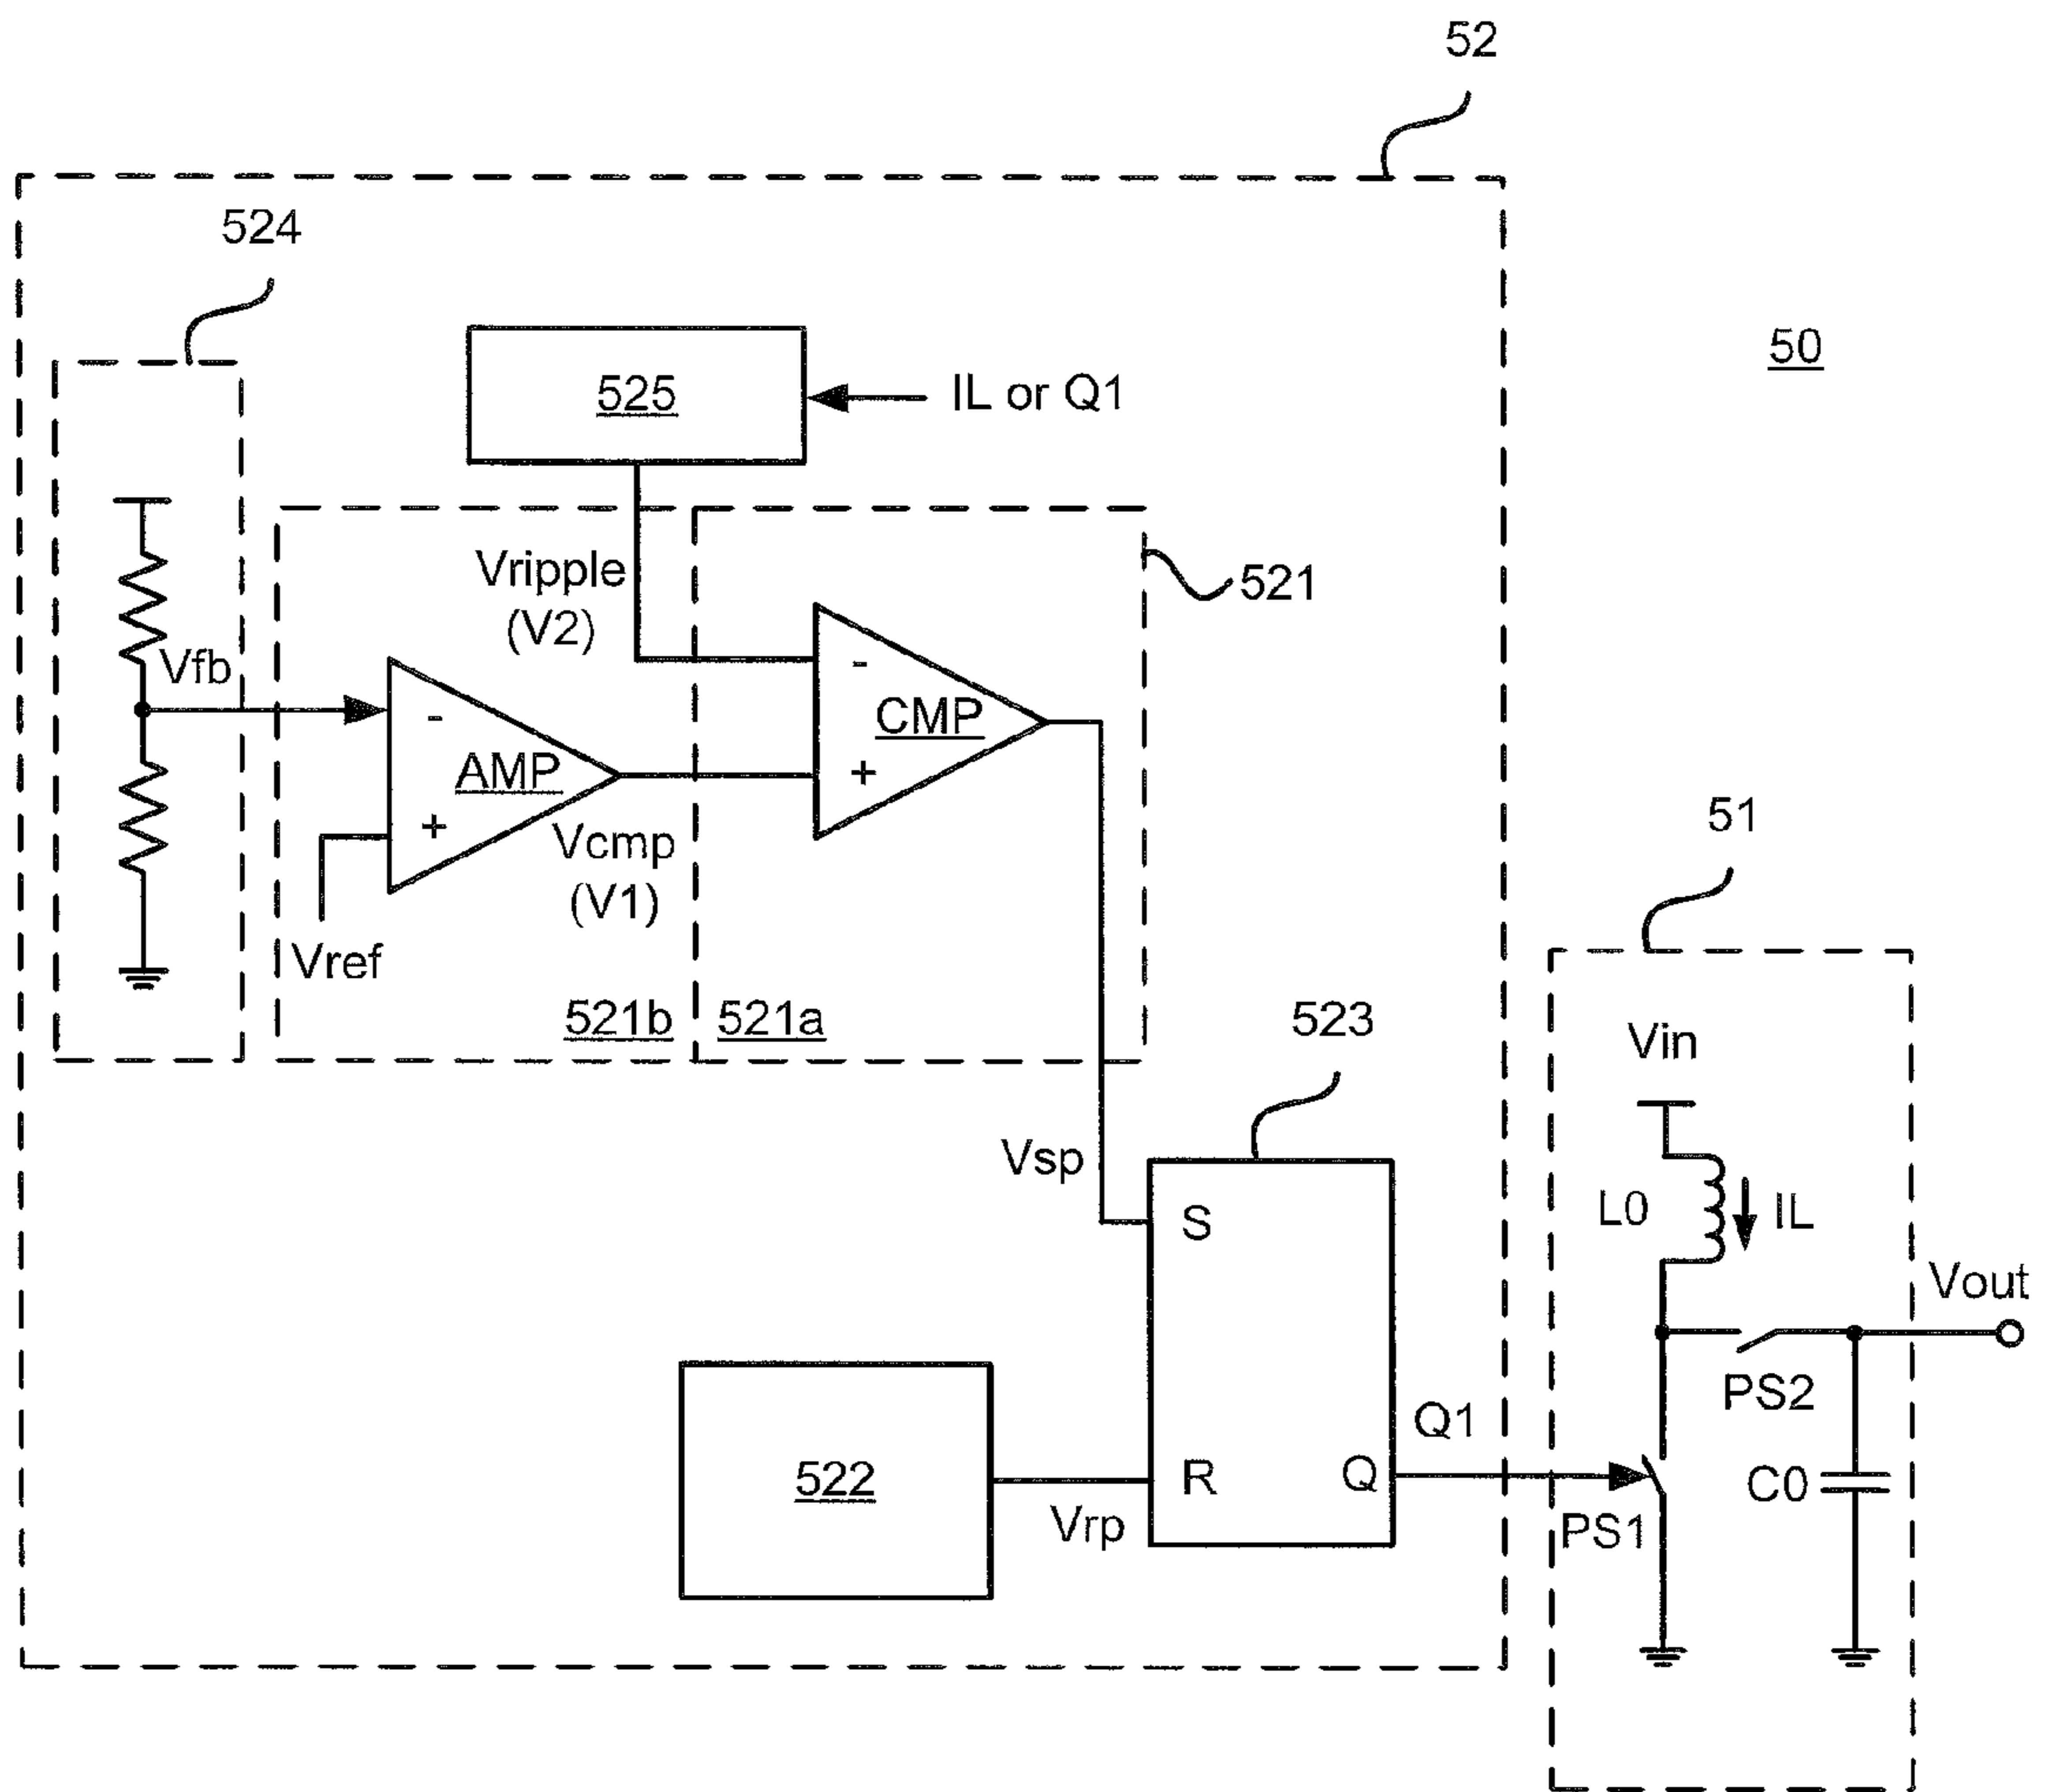 52
524
50
525
IL or Q1
Vripple
(V2)
521
Vfb
-
CMP
+
-
AMP
+
Vcmp
(V1)
Vref
521b
521a
51
523
Vin
Vsp
S
L0
IL
Vout
PS2
Q1
522
R
Q
C0
Vrp
PS1